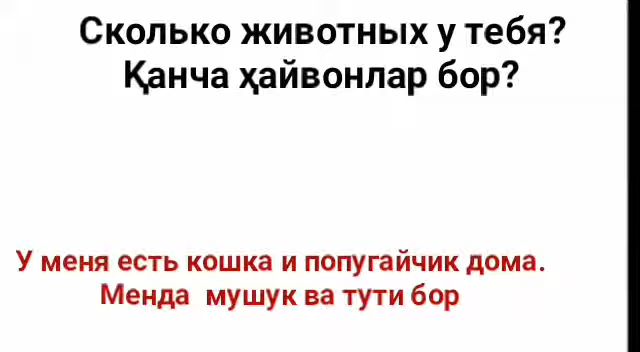 Сколько животных у тебя?
Қанча ҳайвонлар бор?
У меня есть кошка и попугайчик дома.
Менда мушук ва тути бор